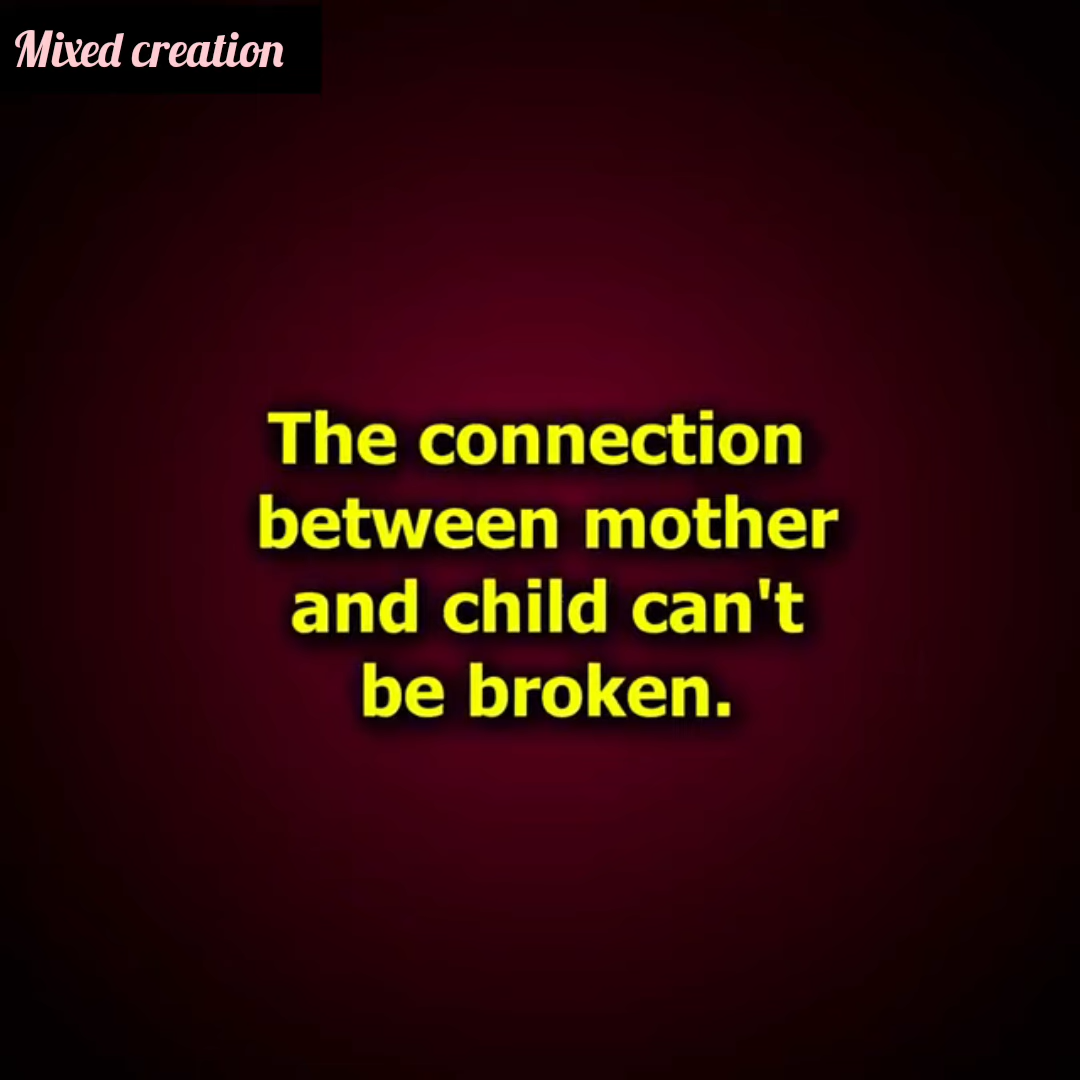 Mixed creation
The connection
between mother
and child can't
be broken.